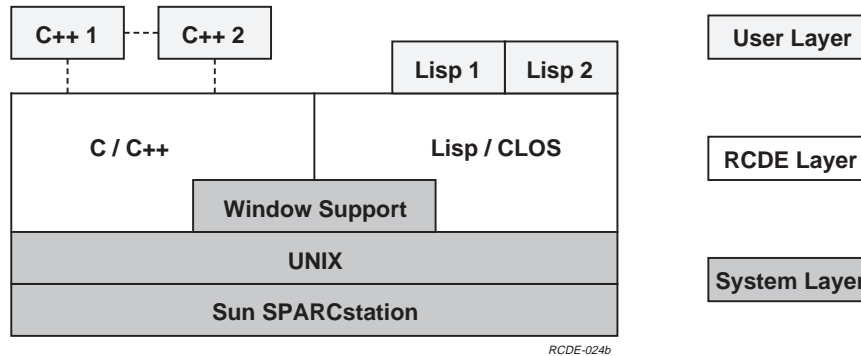 C++ 1
C++ 2
User Layer
Lisp 1
Lisp 2
C / C++
Lisp / CLOS
RCDE Layer
Window Support
UNIX
System Layer
Sun SPARCstation
RCDE-024b